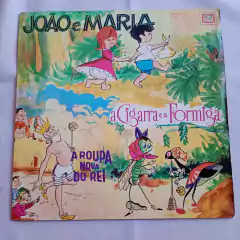 JOÃO e MARIA
a Cigarra e a Formiga
A ROUPA
NOVA
DO REI